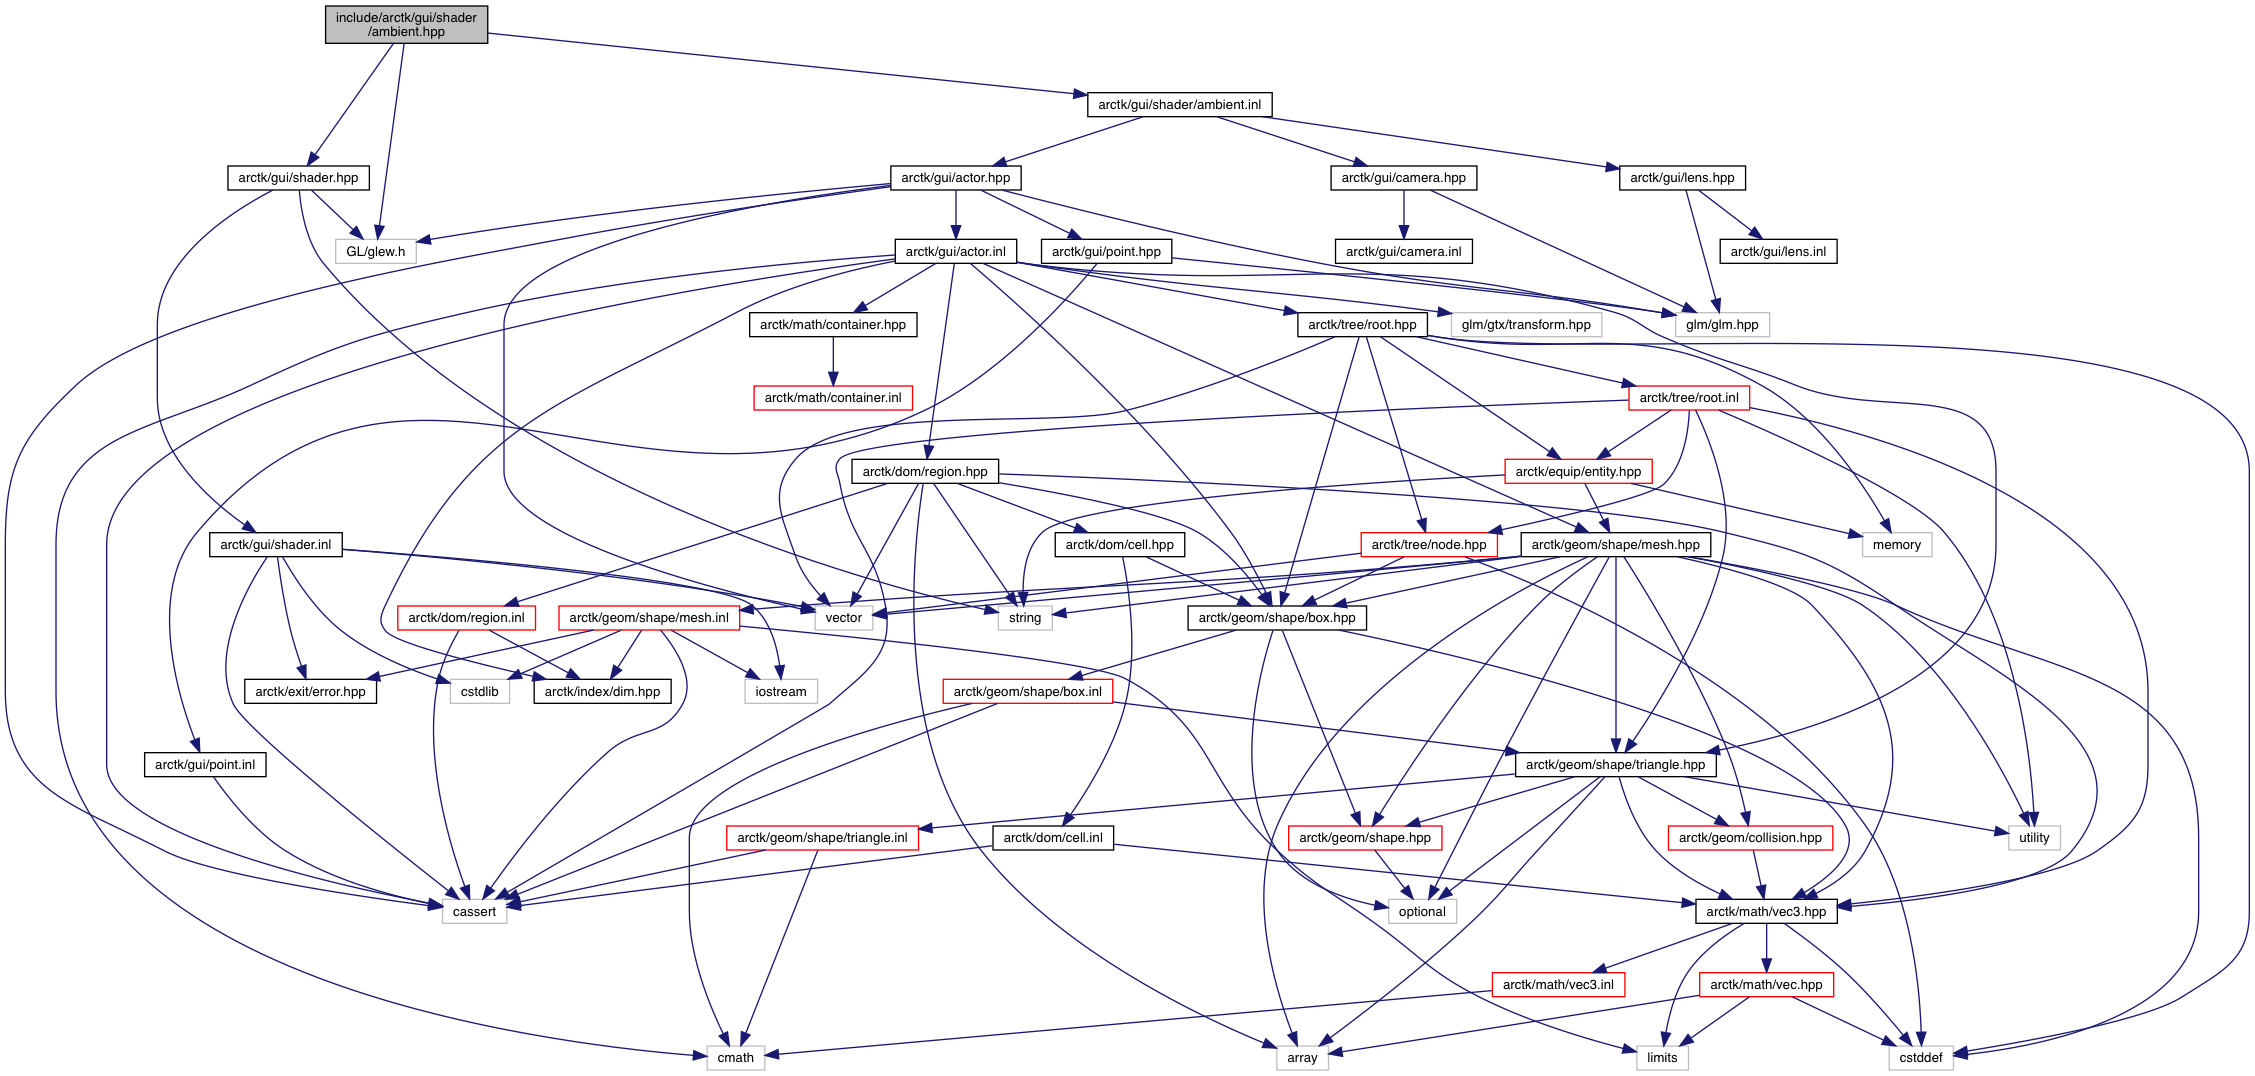 include/arctk/gui/shader
/ambient.hpp
arctk/gui/shader/ambient.inl
arctk/gui/shader.hpp
arctk/gui/actor.hpp
arctk/gui/camera.hpp
arctk/gui/lens.hpp
GL/glew.h
arctk/gui/actor.inl
arctk/gui/point.hpp
arctk/gui/camera.inl
arctk/gui/lens.inl
arctk/math/container.hpp
arctk/tree/root.hpp
glm/gtx/transform.hpp
glm/glm.hpp
arctk/math/container.inl
arctk/tree/root.inl
arctk/dom/region.hpp
arctk/equip/entity.hpp
arctk/gui/shader.inl
arctk/dom/cell.hpp
arctk/tree/node.hpp
arctk/geom/shape/mesh.hpp
memory
arctk/dom/region.inl
arctk/geom/shape/mesh.inl
vector
string
arctk/geom/shape/box.hpp
arctk/exit/error.hpp
cstdlib
arctk/index/dim.hpp
iostream
arctk/geom/shape/box.inl
arctk/gui/point.inl
arctk/geom/shape/triangle.hpp
arctk/geom/shape/triangle.inl
arctk/dom/cell.inl
arctk/geom/shape.hpp
arctk/geom/collision.hpp
utility
cassert
optional
arctk/math/vec3.hpp
arctk/math/vec3.inl
arctk/math/vec.hpp
cmath
array
limits
cstddef